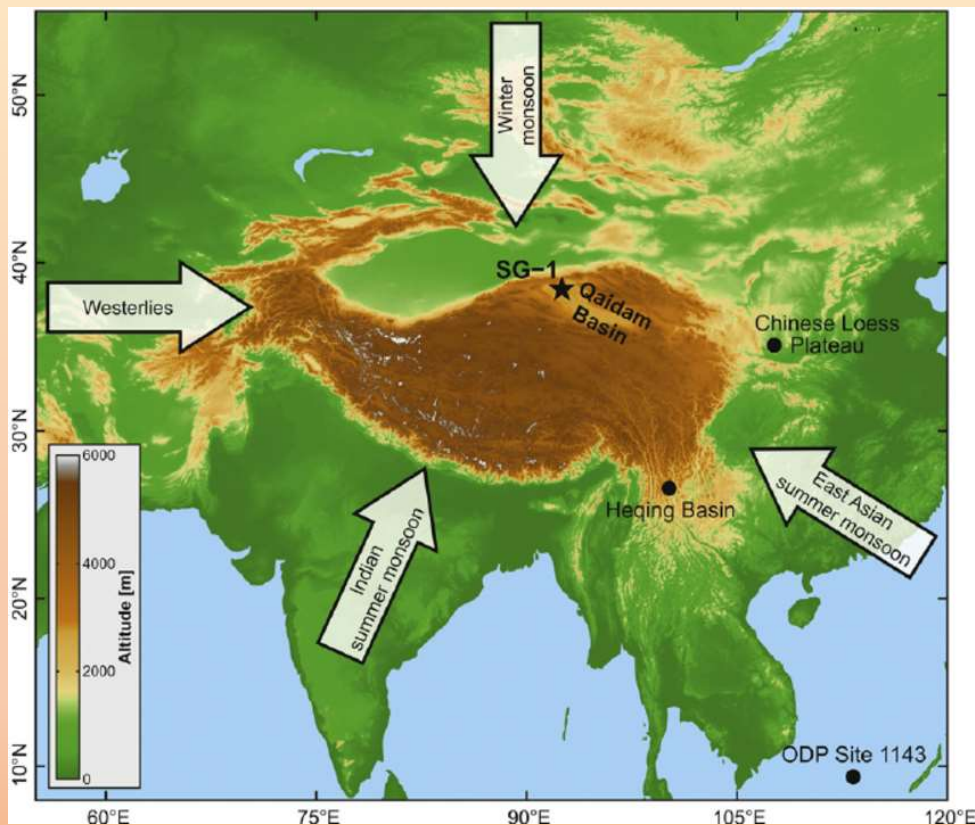 50°N
40°N
30°N
20°N
10°N
Winter
monsoon
Westerlies
SG−1
Qaidam
Basin
Chinese Loess
Plateau
6000
4000
2000
0
Altitude [m]
Indian
summer monsoon
Heqing Basin
East Asian
summer monsoon
ODP Site 1143
60°E
75°E
90°E
105°E
120°E